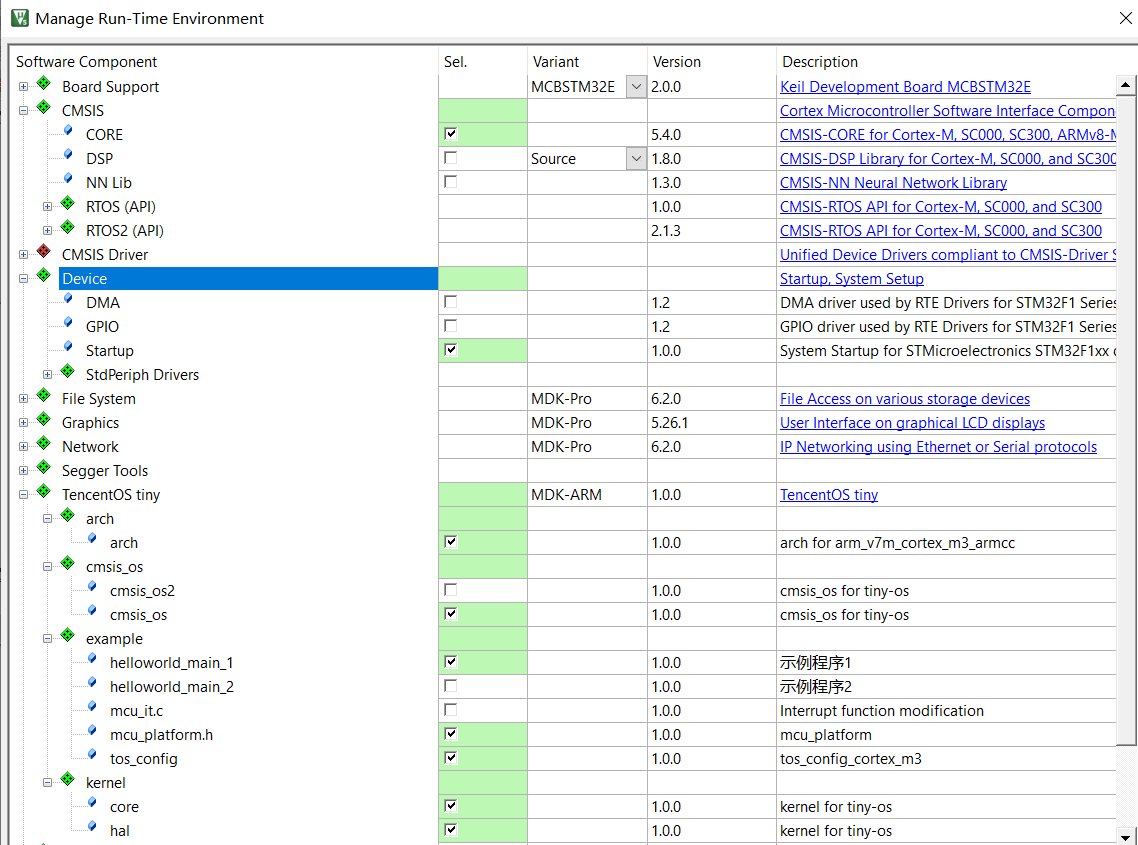 Manage Run-Time Environment
Software Component Sel. Variant Version Description
Board Support MCBSTM32E 2.0.0 Keil Development Board MCBSTM32E
CMSIS Cortex Microcontroller Software Interface Compon
CORE 5.4.0 CMSIS-CORE for Cortex-M, SC000, SC300, ARMv8-M
DSP Source 1.8.0 CMSIS-DSP Library for Cortex-M, SC000, and SC300
NN Lib 1.3.0 CMSIS-NN Neural Network Library
RTOS (API) 1.0.0 CMSIS-RTOS API for Cortex-M, SC000, and SC300
RTOS2 (API) 2.1.3 CMSIS-RTOS API for Cortex-M, SC000, and SC300
CMSIS Driver Unified Device Drivers compliant to CMSIS-Driver S
Device Startup, System Setup
DMA 1.2 DMA driver used by RTE Drivers for STM32F1 Series
GPIO 1.2 GPIO driver used by RTE Drivers for STM32F1 Series
Startup 1.0.0 System Startup for STMicroelectronics STM32F1xx
StdPeriph Drivers
File System MDK-Pro 6.2.0 File Access on various storage devices
Graphics MDK-Pro 5.26.1 User Interface on graphical LCD displays
Network MDK-Pro 6.2.0 IP Networking using Ethernet or Serial protocols
Segger Tools
TencentOS tiny MDK-ARM 1.0.0 TencentOS tiny
arch
arch 1.0.0 arch for arm_v7m_cortex_m3_armcc
cmsis_os
cmsis_os2 1.0.0 cmsis_os for tiny-os
cmsis_os 1.0.0 cmsis_os for tiny-os
example
helloworld_main_1 1.0.0 示例程序1
helloworld_main_2 1.0.0 示例程序2
mcu_it.c 1.0.0 Interrupt function modification
mcu_platform.h 1.0.0 mcu_platform
tos_config 1.0.0 tos_config_cortex_m3
kernel
core 1.0.0 kernel for tiny-os
hal 1.0.0 kernel for tiny-os